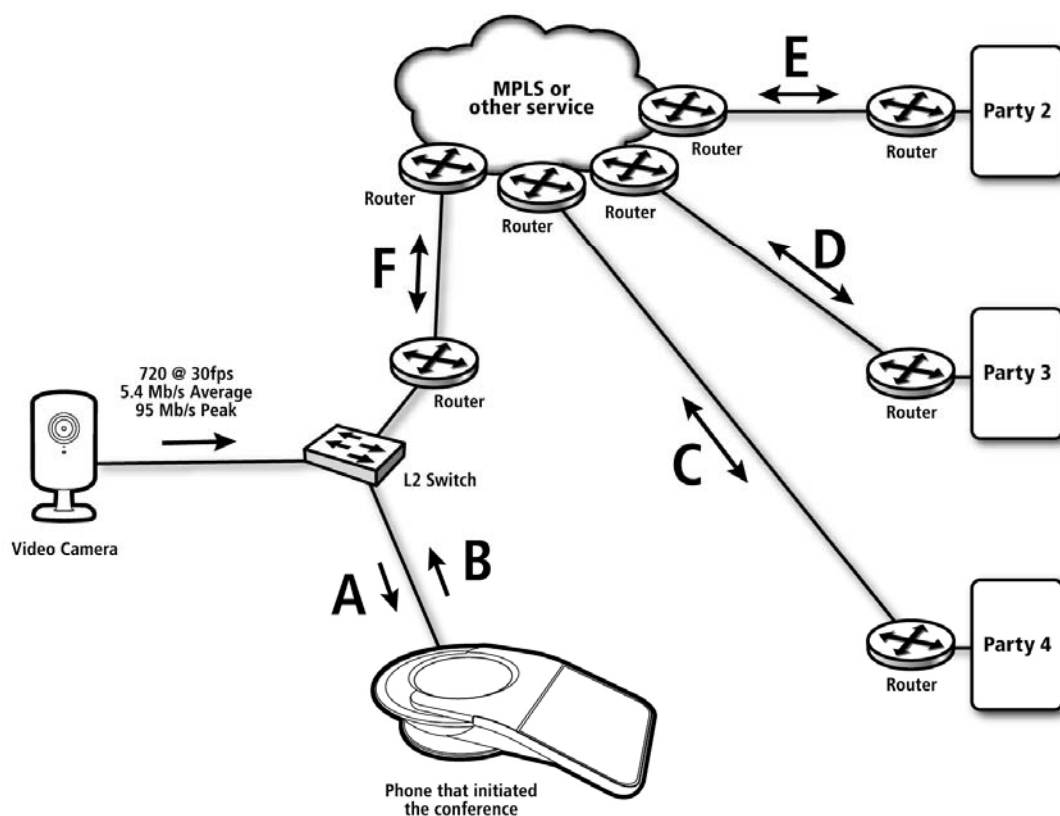 MPLS or
other service
E
Party 2
Router
Router
Router
Router
Router
F
D
720 @ 30fps
5.4 Mb/s Average
95 Mb/s Peak
Router
Party 3
Router
C
L2 Switch
Video Camera
B
A
Party 4
Router
Phone that initiated
the conference